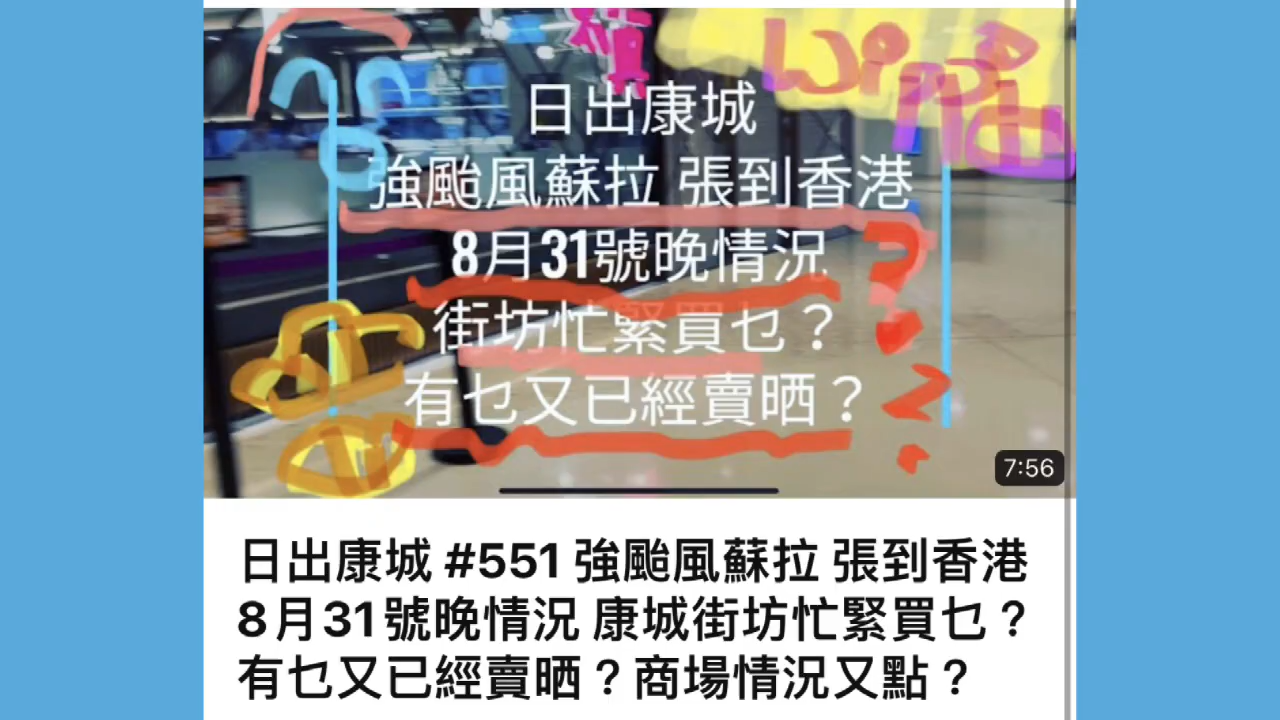 日出康城
強颱風蘇拉 張到香港
8月31號晚情況
街坊忙緊買乜？
有乜又已經賣晒？
7:56
日出康城 #551 強颱風蘇拉 張到香港
8月31號晚情況 康城街坊忙緊買乜？
有乜又已經賣晒？商場情況又點？